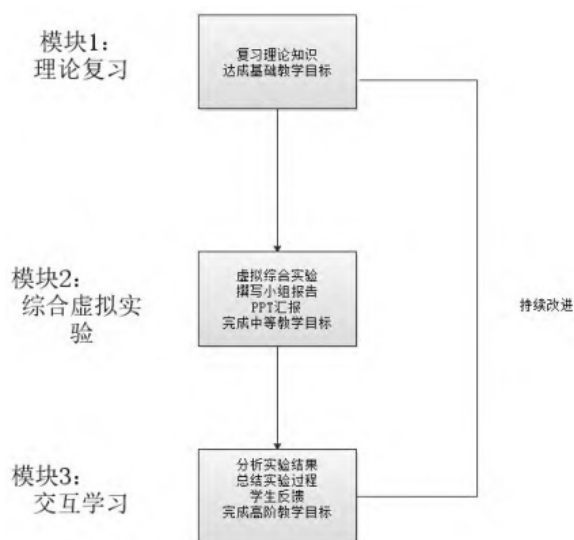 模块1：
理论复习
复习理论知识
达成基础教学目标
模块2：
综合虚拟实
验
虚拟综合实验
撰写小组报告
PPT汇报
完成中等教学目标
持续改进
模块3：
交互学习
分析实验结果
总结实验过程
学生反馈
完成高阶教学目标